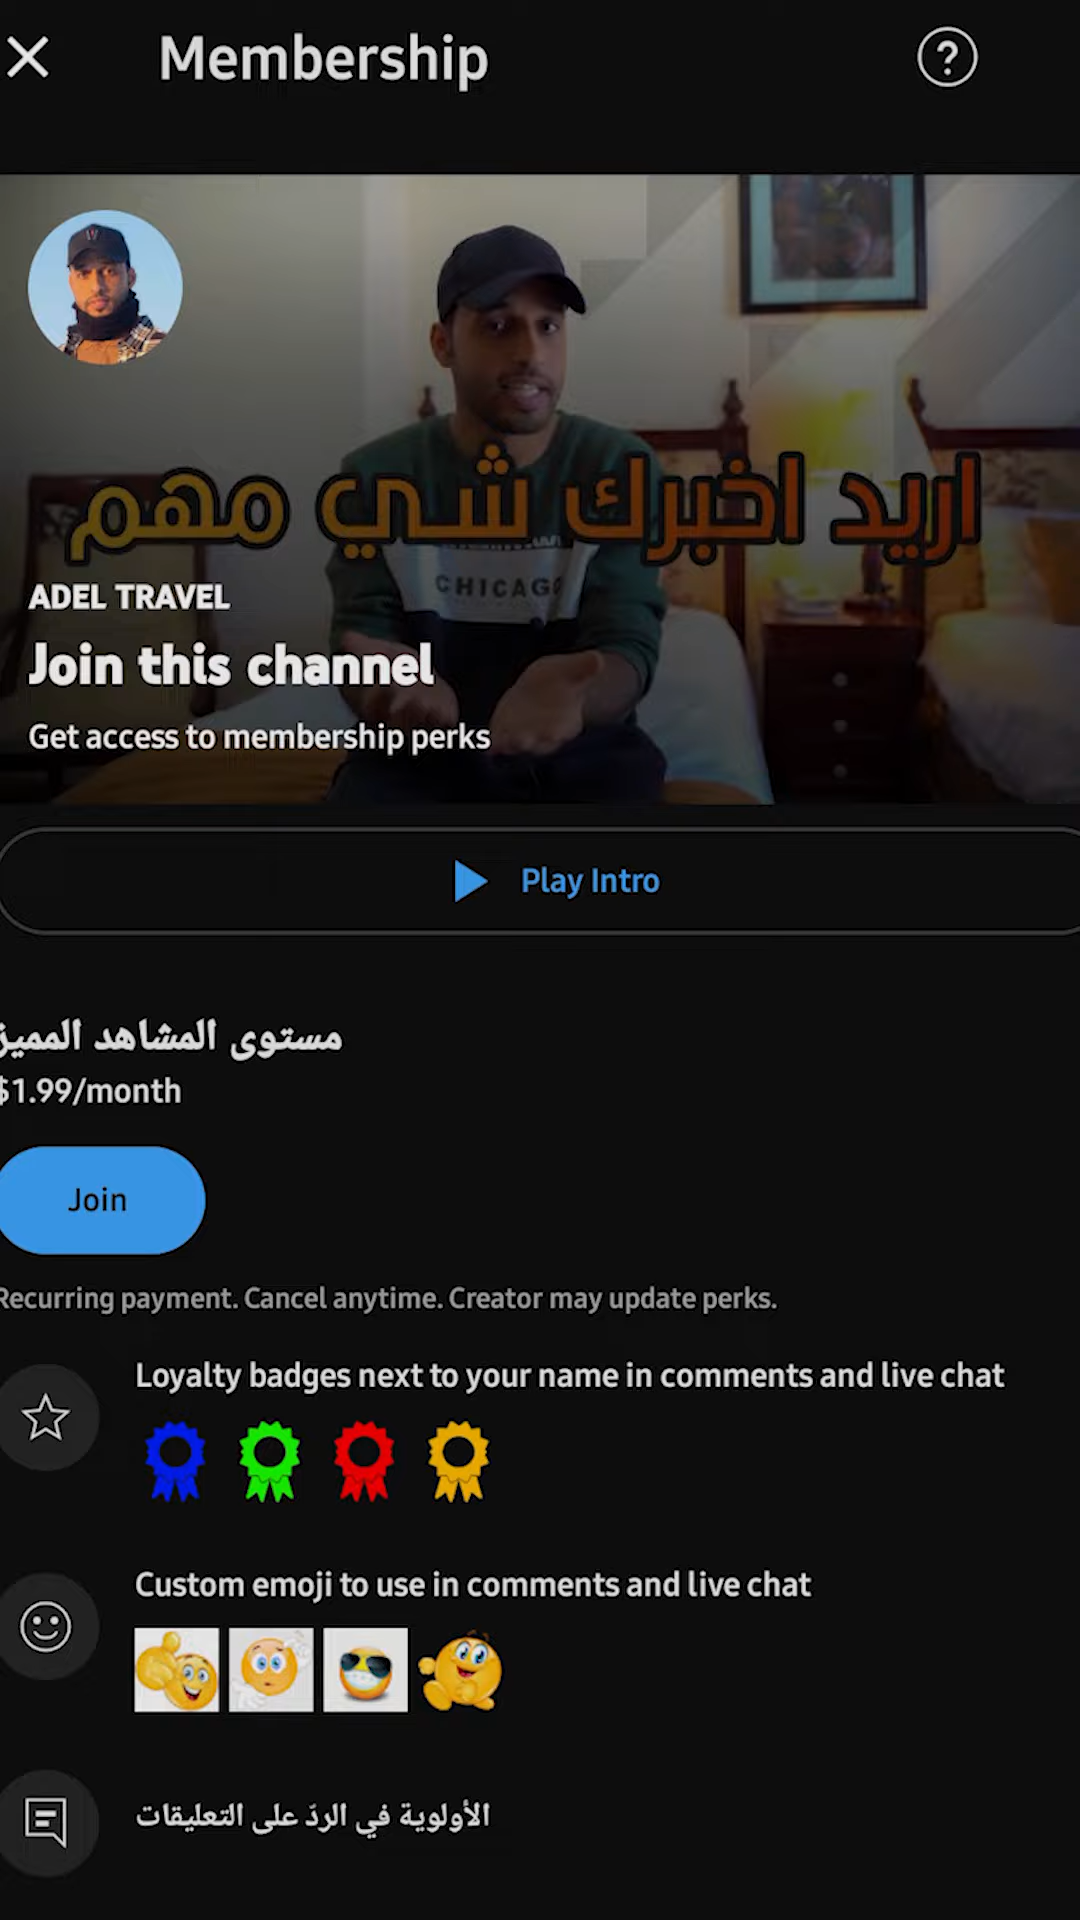 Membership
?
اريد اخبرك شي مهم
CHICAGO
ADEL TRAVEL
Join this channel
Get access to membership perks
Play Intro
مستوى المشاهد المميز
$1.99/month
Join
Recurring payment. Cancel anytime. Creator may update perks.
Loyalty badges next to your name in comments and live chat
Custom emoji to use in comments and live chat
الأولوية في الردّ على التعليقات